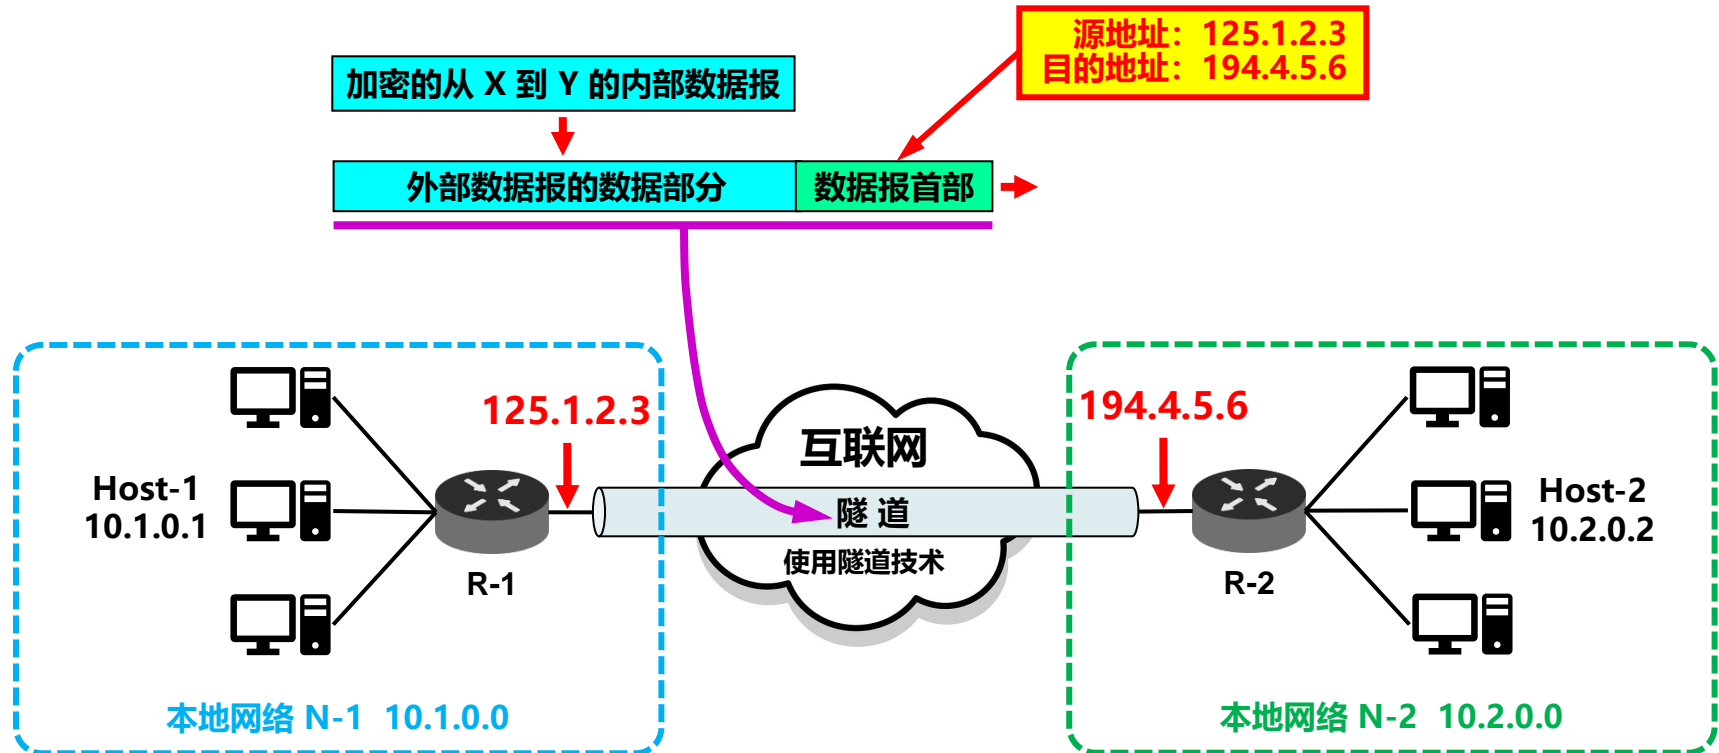 源地址：125.1.2.3
目的地址：194.4.5.6
加密的从 X 到 Y 的内部数据报
外部数据报的数据部分
数据报首部
125.1.2.3
194.4.5.6
互联网
Host-1
10.1.0.1
隧 道
Host-2
10.2.0.2
使用隧道技术
R-1
R-2
本地网络 N-1 10.1.0.0
本地网络 N-2 10.2.0.0